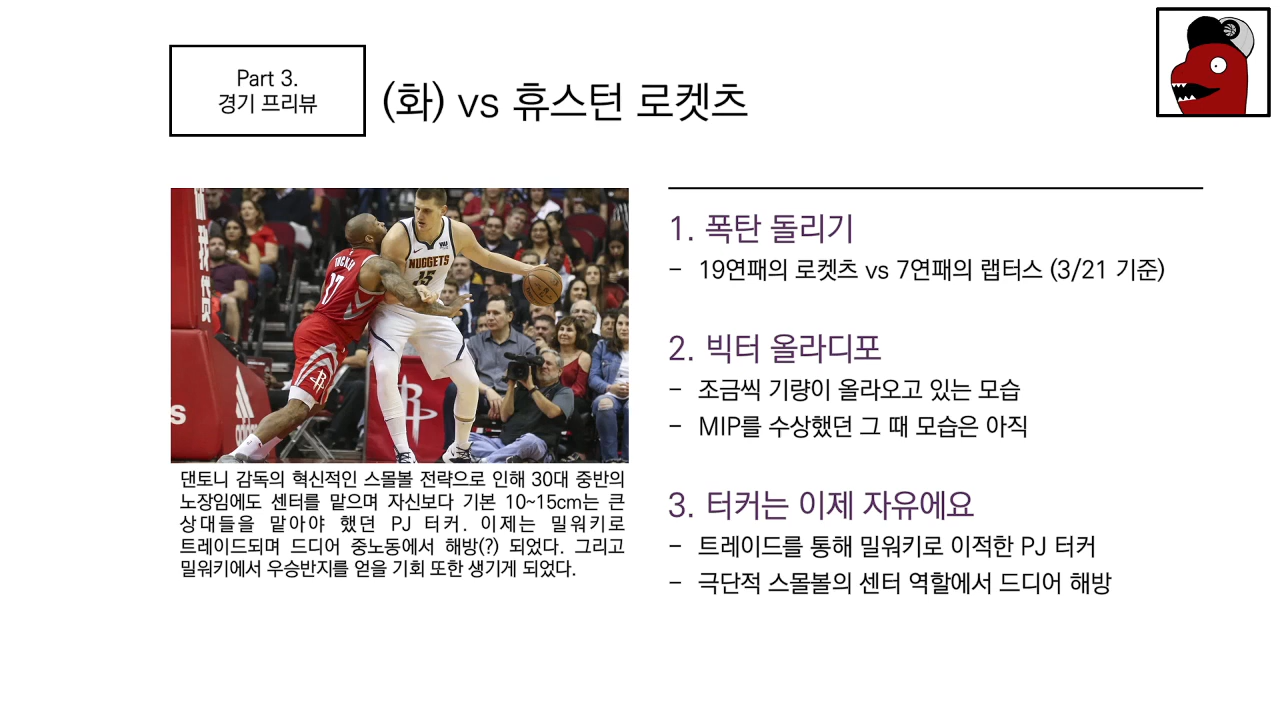 Part 3.
경기 프리뷰
(화) vs 휴스턴 로켓츠
TUCKER
17
NUGGETS
15
s
adidas
R
1. 폭탄 돌리기
- 19연패의 로켓츠 vs 7연패의 랩터스 (3/21 기준)
2. 빅터 올라디포
- 조금씩 기량이 올라오고 있는 모습
- MIP를 수상했던 그 때 모습은 아직
3. 터커는 이제 자유에요
- 트레이드를 통해 밀워키로 이적한 PJ 터커
- 극단적 스몰볼의 센터 역할에서 드디어 해방
댄토니 감독의 혁신적인 스몰볼 전략으로 인해 30대 중반의
노장임에도 센터를 맡으며 자신보다 기본 10~15cm는 큰
상대들을 맡아야 했던 PJ 터커. 이제는 밀워키로
트레이드되며 드디어 중노동에서 해방(?) 되었다. 그리고
밀워키에서 우승반지를 얻을 기회 또한 생기게 되었다.